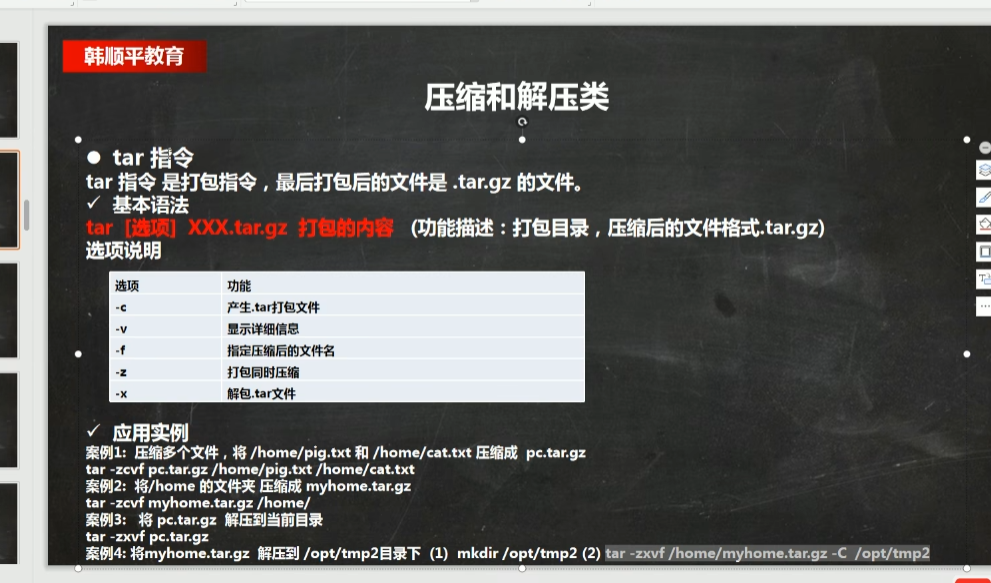 韩顺平教育
压缩和解压类
● tar 指令
tar 指令 是打包指令，最后打包后的文件是 .tar.gz 的文件。
✓ 基本语法
tar [选项] XXX.tar.gz 打包的内容 (功能描述：打包目录，压缩后的文件格式.tar.gz)
选项说明
选项 功能
-c 产生.tar打包文件
-v 显示详细信息
-f 指定压缩后的文件名
-z 打包同时压缩
-x 解包.tar文件
✓ 应用实例
案例1: 压缩多个文件，将 /home/pig.txt 和 /home/cat.txt 压缩成 pc.tar.gz
tar -zcvf pc.tar.gz /home/pig.txt /home/cat.txt
案例2: 将/home 的文件夹 压缩成 myhome.tar.gz
tar -zcvf myhome.tar.gz /home/
案例3: 将 pc.tar.gz 解压到当前目录
tar -zxvf pc.tar.gz
案例4: 将myhome.tar.gz 解压到 /opt/tmp2目录下 (1) mkdir /opt/tmp2 (2) tar -zxvf /home/myhome.tar.gz -C /opt/tmp2